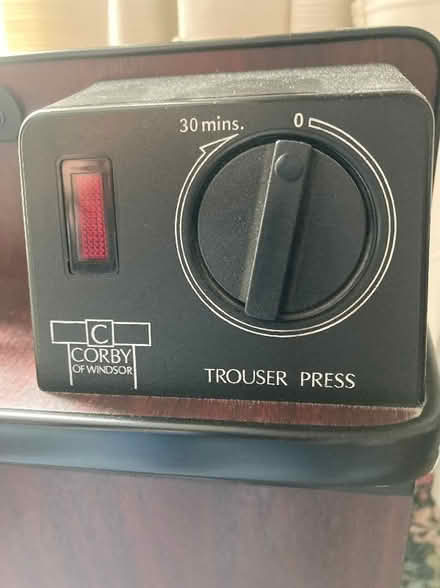 30 mins. 0
C
CORBY
OF WINDSOR
TROUSER PRESS